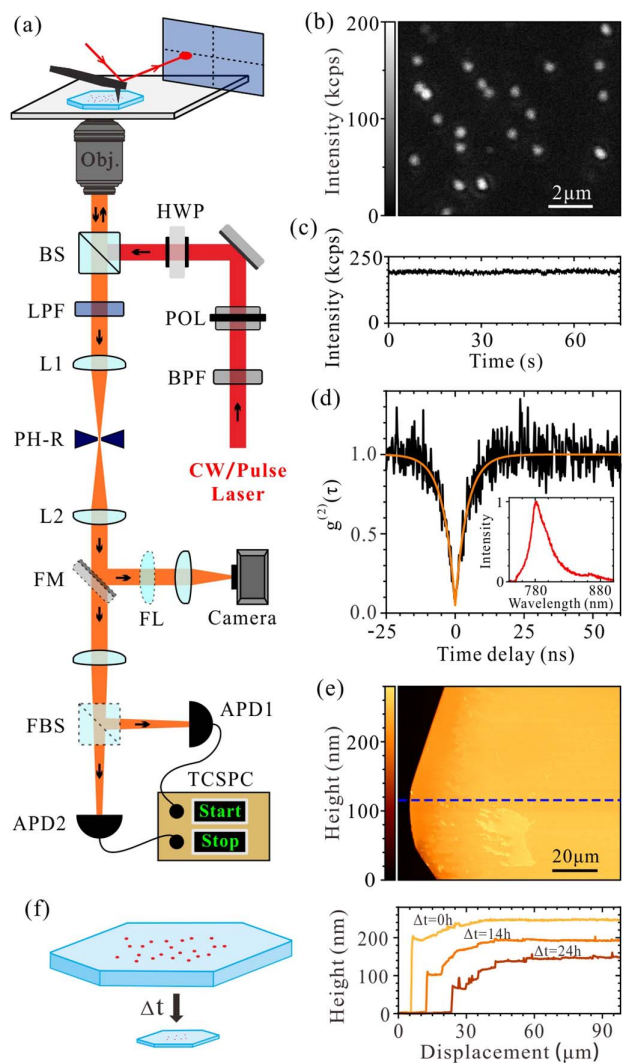 (a)
Obj.
HWP
BS
LPF
POL
L1
BPF
PH-R
CW/Pulse
Laser
L2
FM
FL
Camera
FBS
APD1
TCSPC
Start
APD2
Stop
(f)
Δt
(b)
Intensity (kcps)
200
100
0
2μm
(c)
Intensity (kcps)
250
0
0 30 60
Time (s)
(d)
g(2)(τ)
1.0
0.5
0.0
-25 0 25 50
Time delay (ns)
Intensity
1
0
780 880
Wavelength (nm)
(e)
Height (nm)
200
100
0
20μm
Height (nm)
200
100
0
Δt=0h
Δt=14h
Δt=24h
0 30 60 90
Displacement (μm)